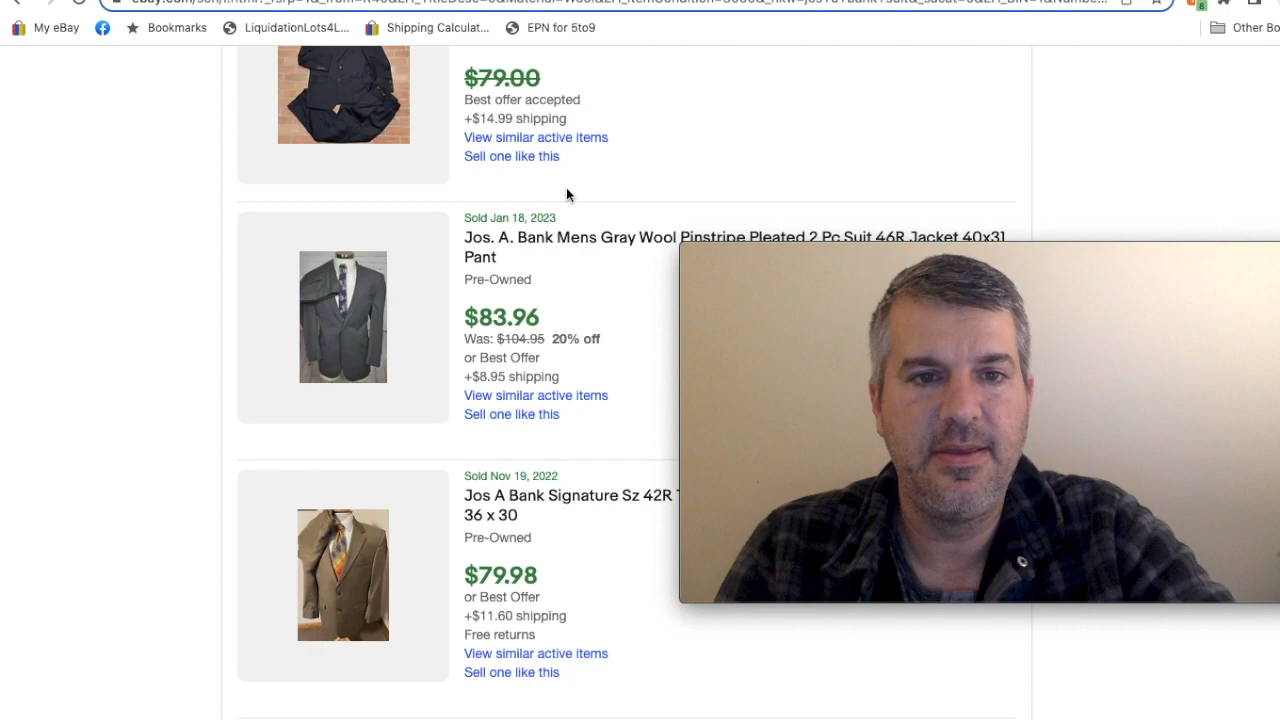 My eBay
Bookmarks
LiquidationLots4L...
Shipping Calculat...
EPN for 5to9
Other Bo
$79.00
Best offer accepted
+$14.99 shipping
View similar active items
Sell one like this
Sold Jan 18, 2023
Jos. A. Bank Mens Gray Wool Pinstripe Pleated 2 Pc Suit 46R Jacket 40x31
Pant
Pre-Owned
$83.96
Was: $104.95 20% off
or Best Offer
+$8.95 shipping
View similar active items
Sell one like this
Sold Nov 19, 2022
Jos A Bank Signature Sz 42R
36 x 30
Pre-Owned
$79.98
or Best Offer
+$11.60 shipping
Free returns
View similar active items
Sell one like this